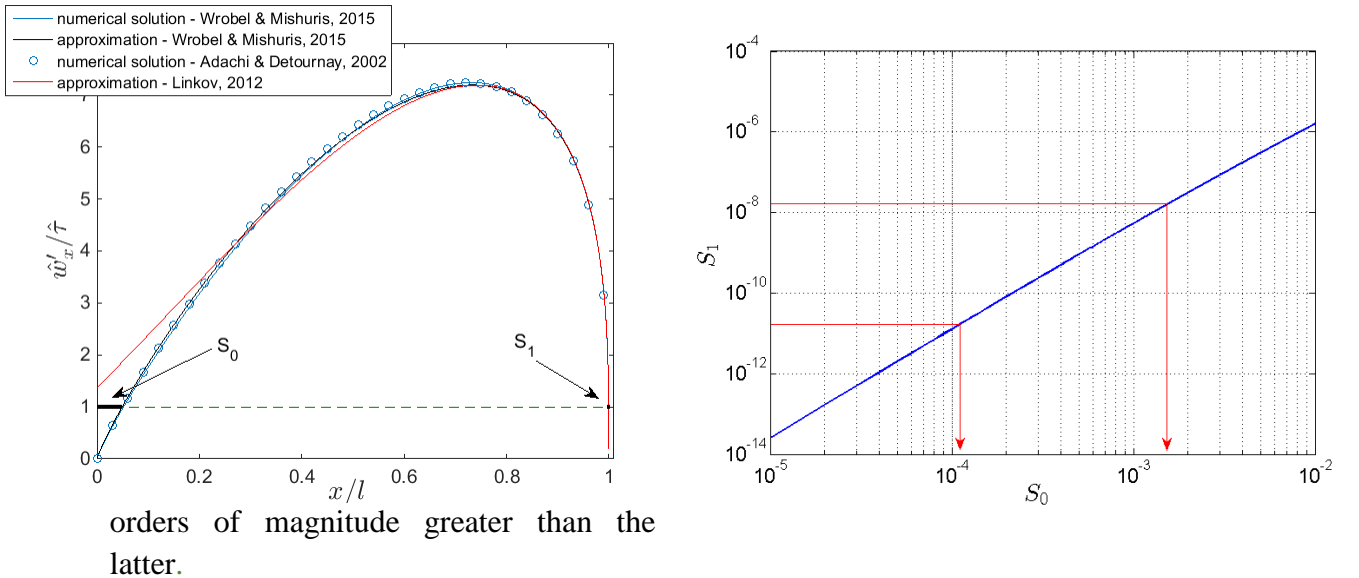 numerical solution - Wrobel & Mishuris, 2015
approximation - Wrobel & Mishuris, 2015
numerical solution - Adachi & Detournay, 2002
approximation - Linkov, 2012
6
5
4
3
2
1
0
ŵ′ₓ/τ̂
S₀
S₁
0
0.2
0.4
0.6
0.8
1
x/l
orders of magnitude greater than the
latter.
10⁻⁴
10⁻⁶
10⁻⁸
10⁻¹⁰
10⁻¹²
10⁻¹⁴
S₁
10⁻⁵
10⁻⁴
10⁻³
10⁻²
S₀